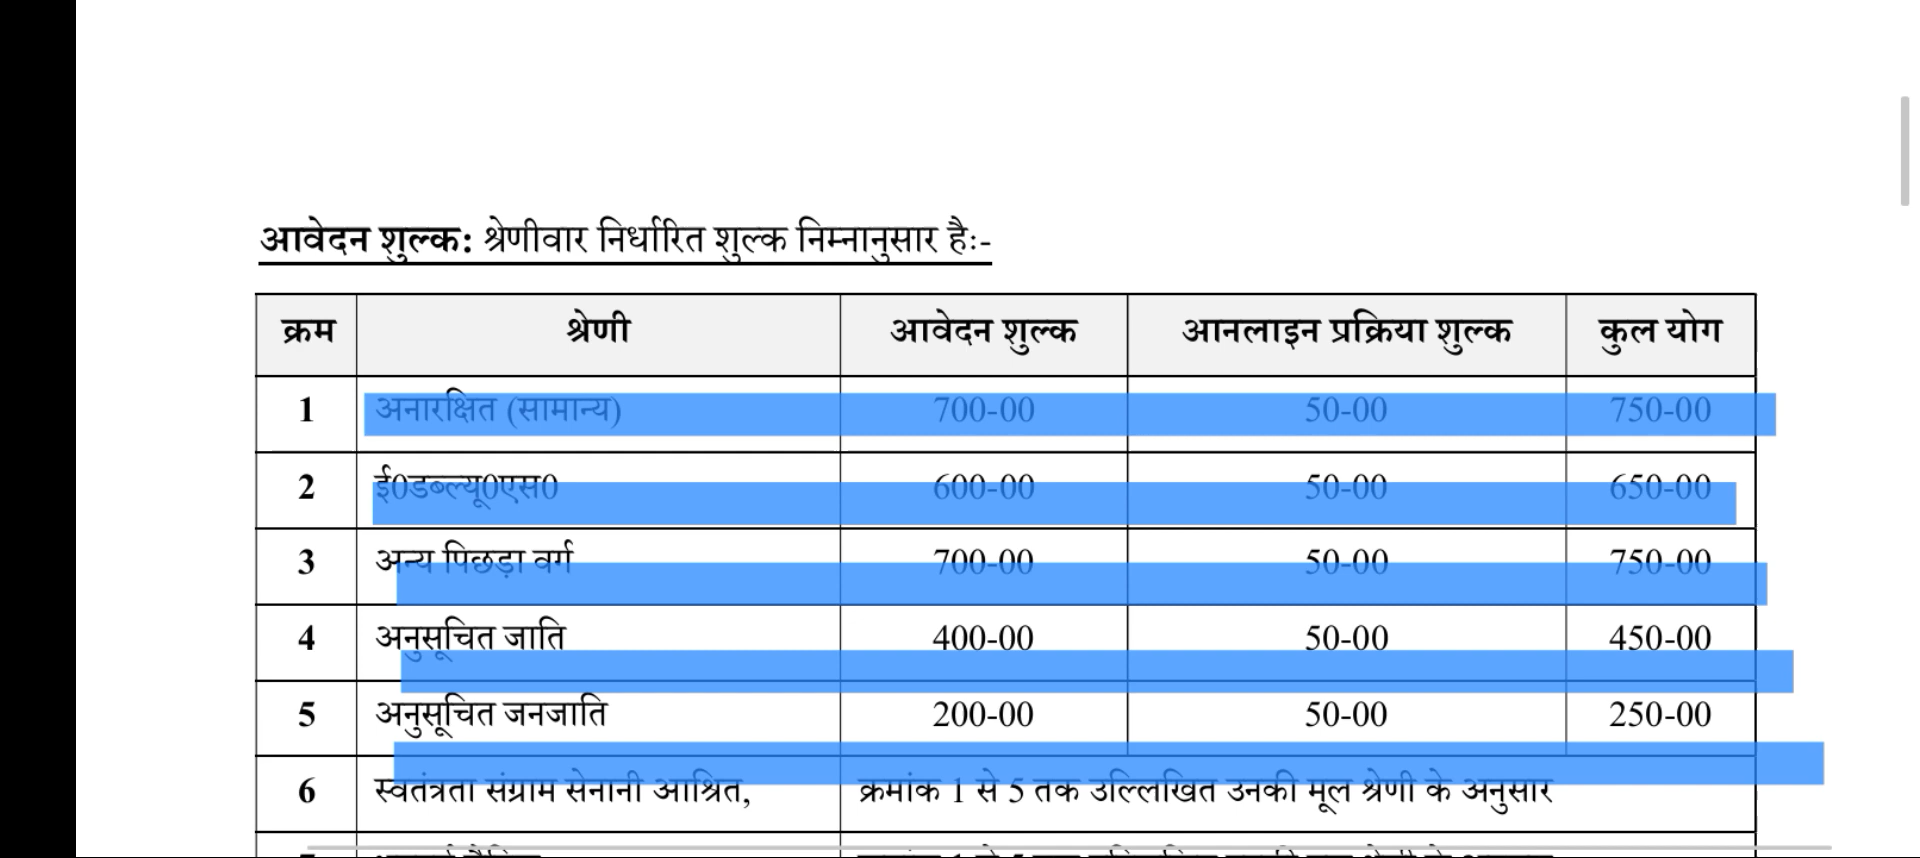 आवेदन शुल्क: श्रेणीवार निर्धारित शुल्क निम्नानुसार हैः-
क्रम श्रेणी आवेदन शुल्क आनलाइन प्रक्रिया शुल्क कुल योग
1 अनारक्षित (सामान्य) 700-00 50-00 750-00
2 ई0डब्ल्यू0एस0 600-00 50-00 650-00
3 अन्य पिछड़ा वर्ग 700-00 50-00 750-00
4 अनुसूचित जाति 400-00 50-00 450-00
5 अनुसूचित जनजाति 200-00 50-00 250-00
6 स्वतंत्रता संग्राम सेनानी आश्रित, क्रमांक 1 से 5 तक उल्लिखित उनकी मूल श्रेणी के अनुसार